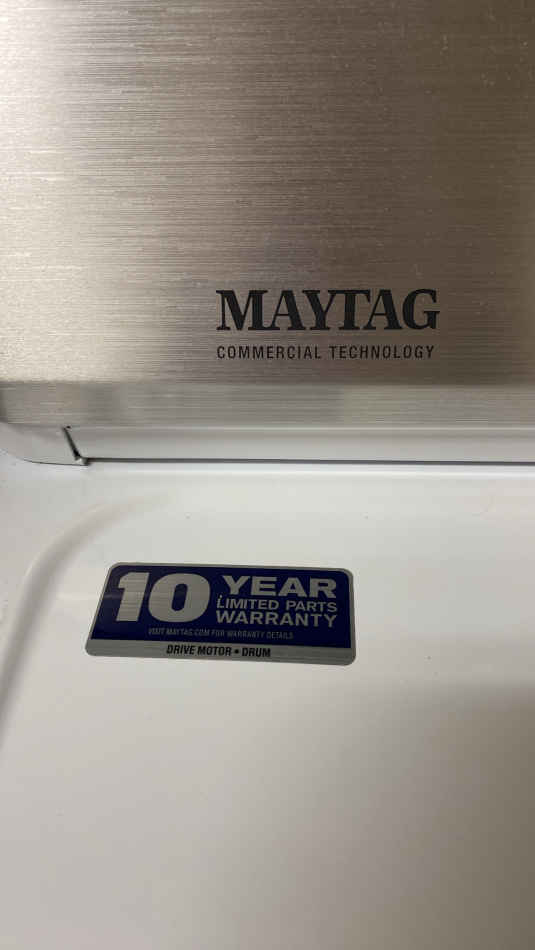 MAYTAG
COMMERCIAL TECHNOLOGY
10 YEAR
LIMITED PARTS
WARRANTY
VISIT MAYTAG.COM FOR WARRANTY DETAILS
DRIVE MOTOR • DRUM